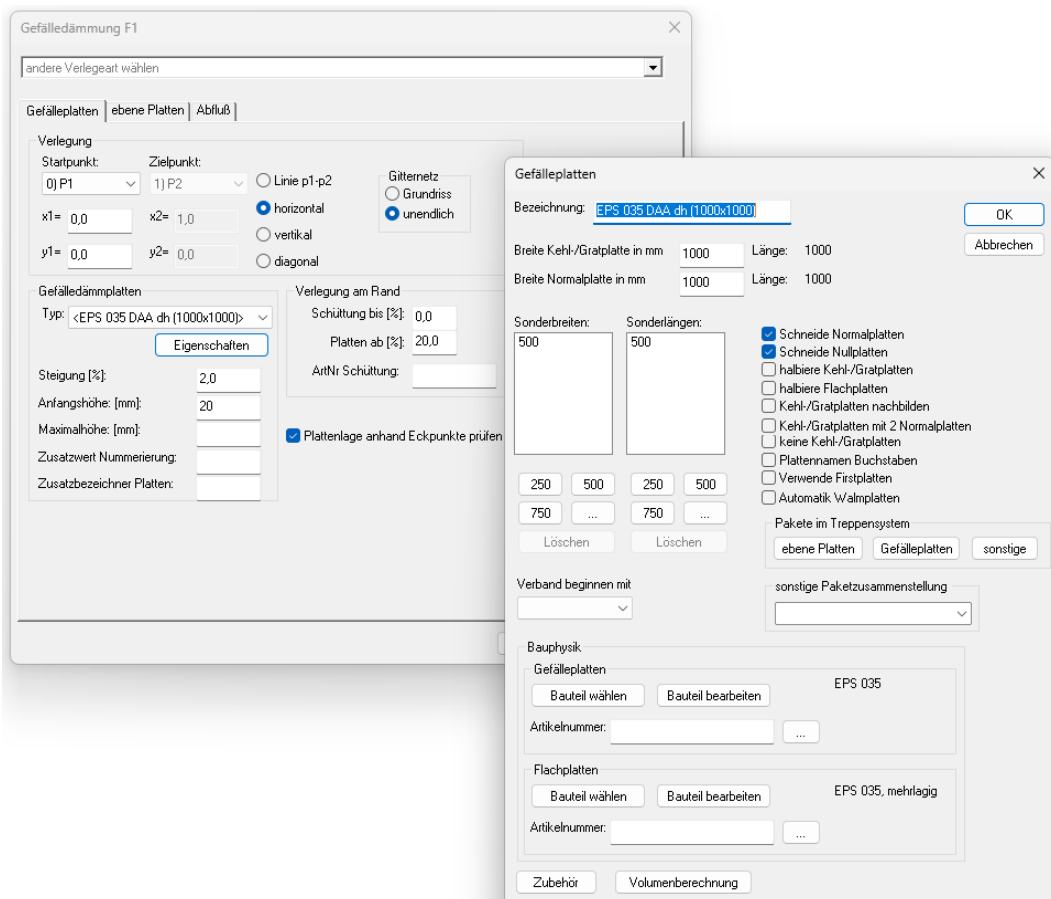 Gefälledämmung F1
andere Verlegeart wählen
Gefälleplatten ebene Platten Abfluß
Verlegung
Startpunkt: Zielpunkt:
0) P1 1) P2
x1= 0,0 x2= 1,0
y1= 0,0 y2= 0,0
Linie p1-p2
horizontal
vertikal
diagonal
Gitternetz
Grundriss
unendlich
Gefälledämmplatten
Typ: <EPS 035 DAA dh (1000x1000)>
Eigenschaften
Steigung [%]: 2,0
Anfangshöhe: [mm]: 20
Maximalhöhe: [mm]:
Zusatzwert Nummerierung:
Zusatzbezeichner Platten:
Verlegung am Rand
Schüttung bis [%]: 0,0
Platten ab [%]: 20,0
ArtNr Schüttung:
Plattenlage anhand Eckpunkte prüfen
Gefälleplatten
Bezeichnung: EPS 035 DAA dh (1000x1000)
OK
Abbrechen
Breite Kehl-/Gratplatte in mm 1000 Länge: 1000
Breite Normalplatte in mm 1000 Länge: 1000
Sonderbreiten: Sonderlängen:
500 500
250 500 250 500
750 ... 750 ...
Löschen Löschen
Schneide Normalplatten
Schneide Nullplatten
halbiere Kehl-/Gratplatten
halbiere Flachplatten
Kehl-/Gratplatten nachbilden
Kehl-/Gratplatten mit 2 Normalplatten
keine Kehl-/Gratplatten
Plattennamen Buchstaben
Verwende Firstplatten
Automatik Walmplatten
Pakete im Treppensystem
ebene Platten Gefälleplatten sonstige
Verband beginnen mit
sonstige Paketzusammenstellung
Bauphysik
Gefälleplatten
Bauteil wählen Bauteil bearbeiten EPS 035
Artikelnummer: ...
Flachplatten
Bauteil wählen Bauteil bearbeiten EPS 035, mehrlagig
Artikelnummer: ...
Zubehör Volumenberechnung